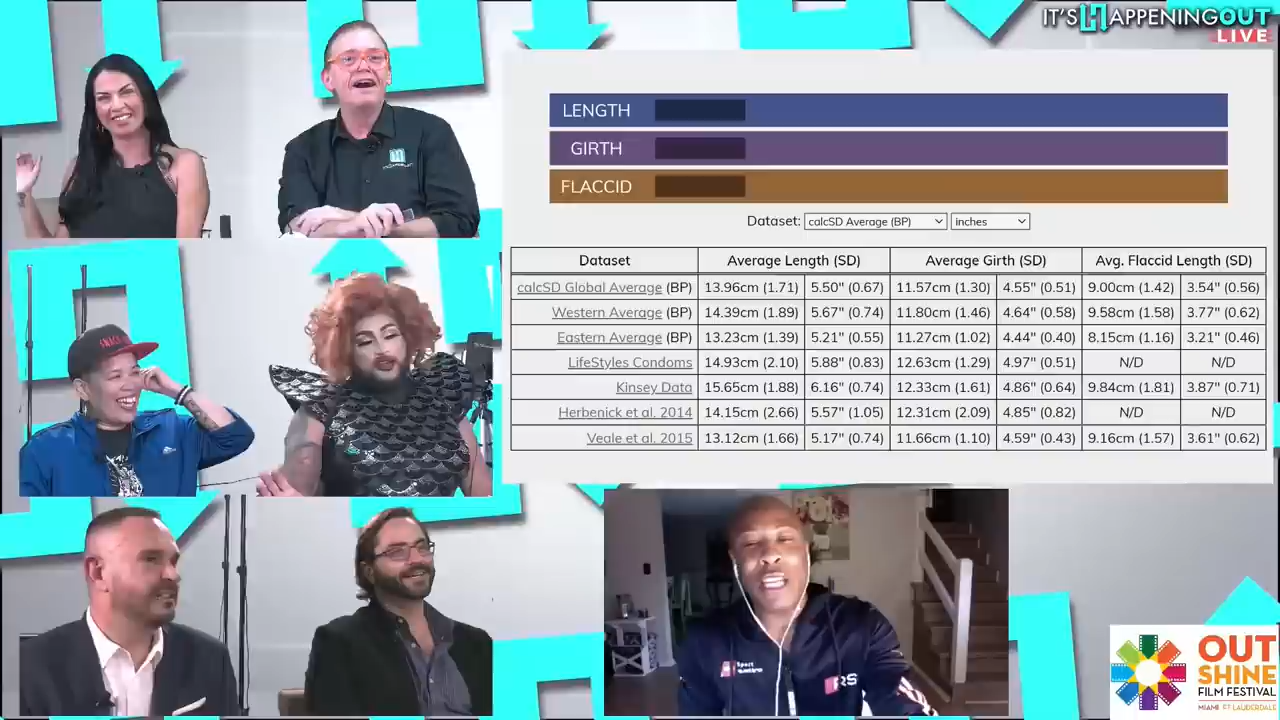 IT'S HAPPENINGOUT
LIVE
LENGTH
GIRTH
FLACCID
Dataset: calcSD Average (BP) inches
Dataset Average Length (SD) Average Girth (SD) Avg. Flaccid Length (SD)
calcSD Global Average (BP) 13.96cm (1.71) 5.50" (0.67) 11.57cm (1.30) 4.55" (0.51) 9.00cm (1.42) 3.54" (0.56)
Western Average (BP) 14.39cm (1.89) 5.67" (0.74) 11.80cm (1.46) 4.64" (0.58) 9.58cm (1.58) 3.77" (0.62)
Eastern Average (BP) 13.23cm (1.39) 5.21" (0.55) 11.27cm (1.02) 4.44" (0.40) 8.15cm (1.16) 3.21" (0.46)
LifeStyles Condoms 14.93cm (2.10) 5.88" (0.83) 12.63cm (1.29) 4.97" (0.51) N/D N/D
Kinsey Data 15.65cm (1.88) 6.16" (0.74) 12.33cm (1.61) 4.86" (0.64) 9.84cm (1.81) 3.87" (0.71)
Herbenick et al. 2014 14.15cm (2.66) 5.57" (1.05) 12.31cm (2.09) 4.85" (0.82) N/D N/D
Veale et al. 2015 13.12cm (1.66) 5.17" (0.74) 11.66cm (1.10) 4.59" (0.43) 9.16cm (1.57) 3.61" (0.62)
Sport
RS
OUT
SHINE
FILM FESTIVAL
MIAMI FT LAUDERDALE